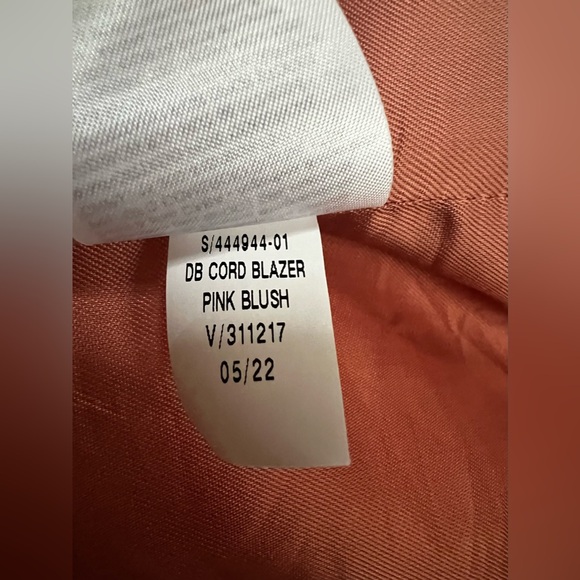 S/444944-01
DB CORD BLAZER
PINK BLUSH
V/311217
05/22